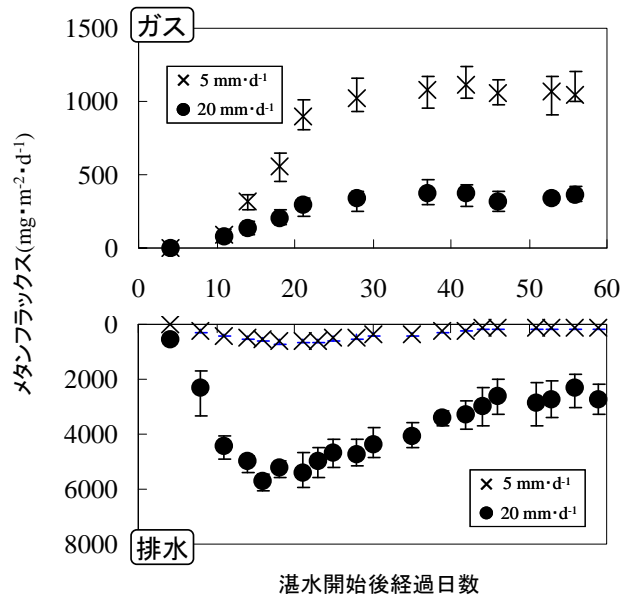 ガス
1500
1000
500
0
× 5 mm・d-1
● 20 mm・d-1
0 10 20 30 40 50 60
メタンフラックス(mg・m-2・d-1)
0
2000
4000
6000
8000
× 5 mm・d-1
● 20 mm・d-1
排水
湛水開始後経過日数